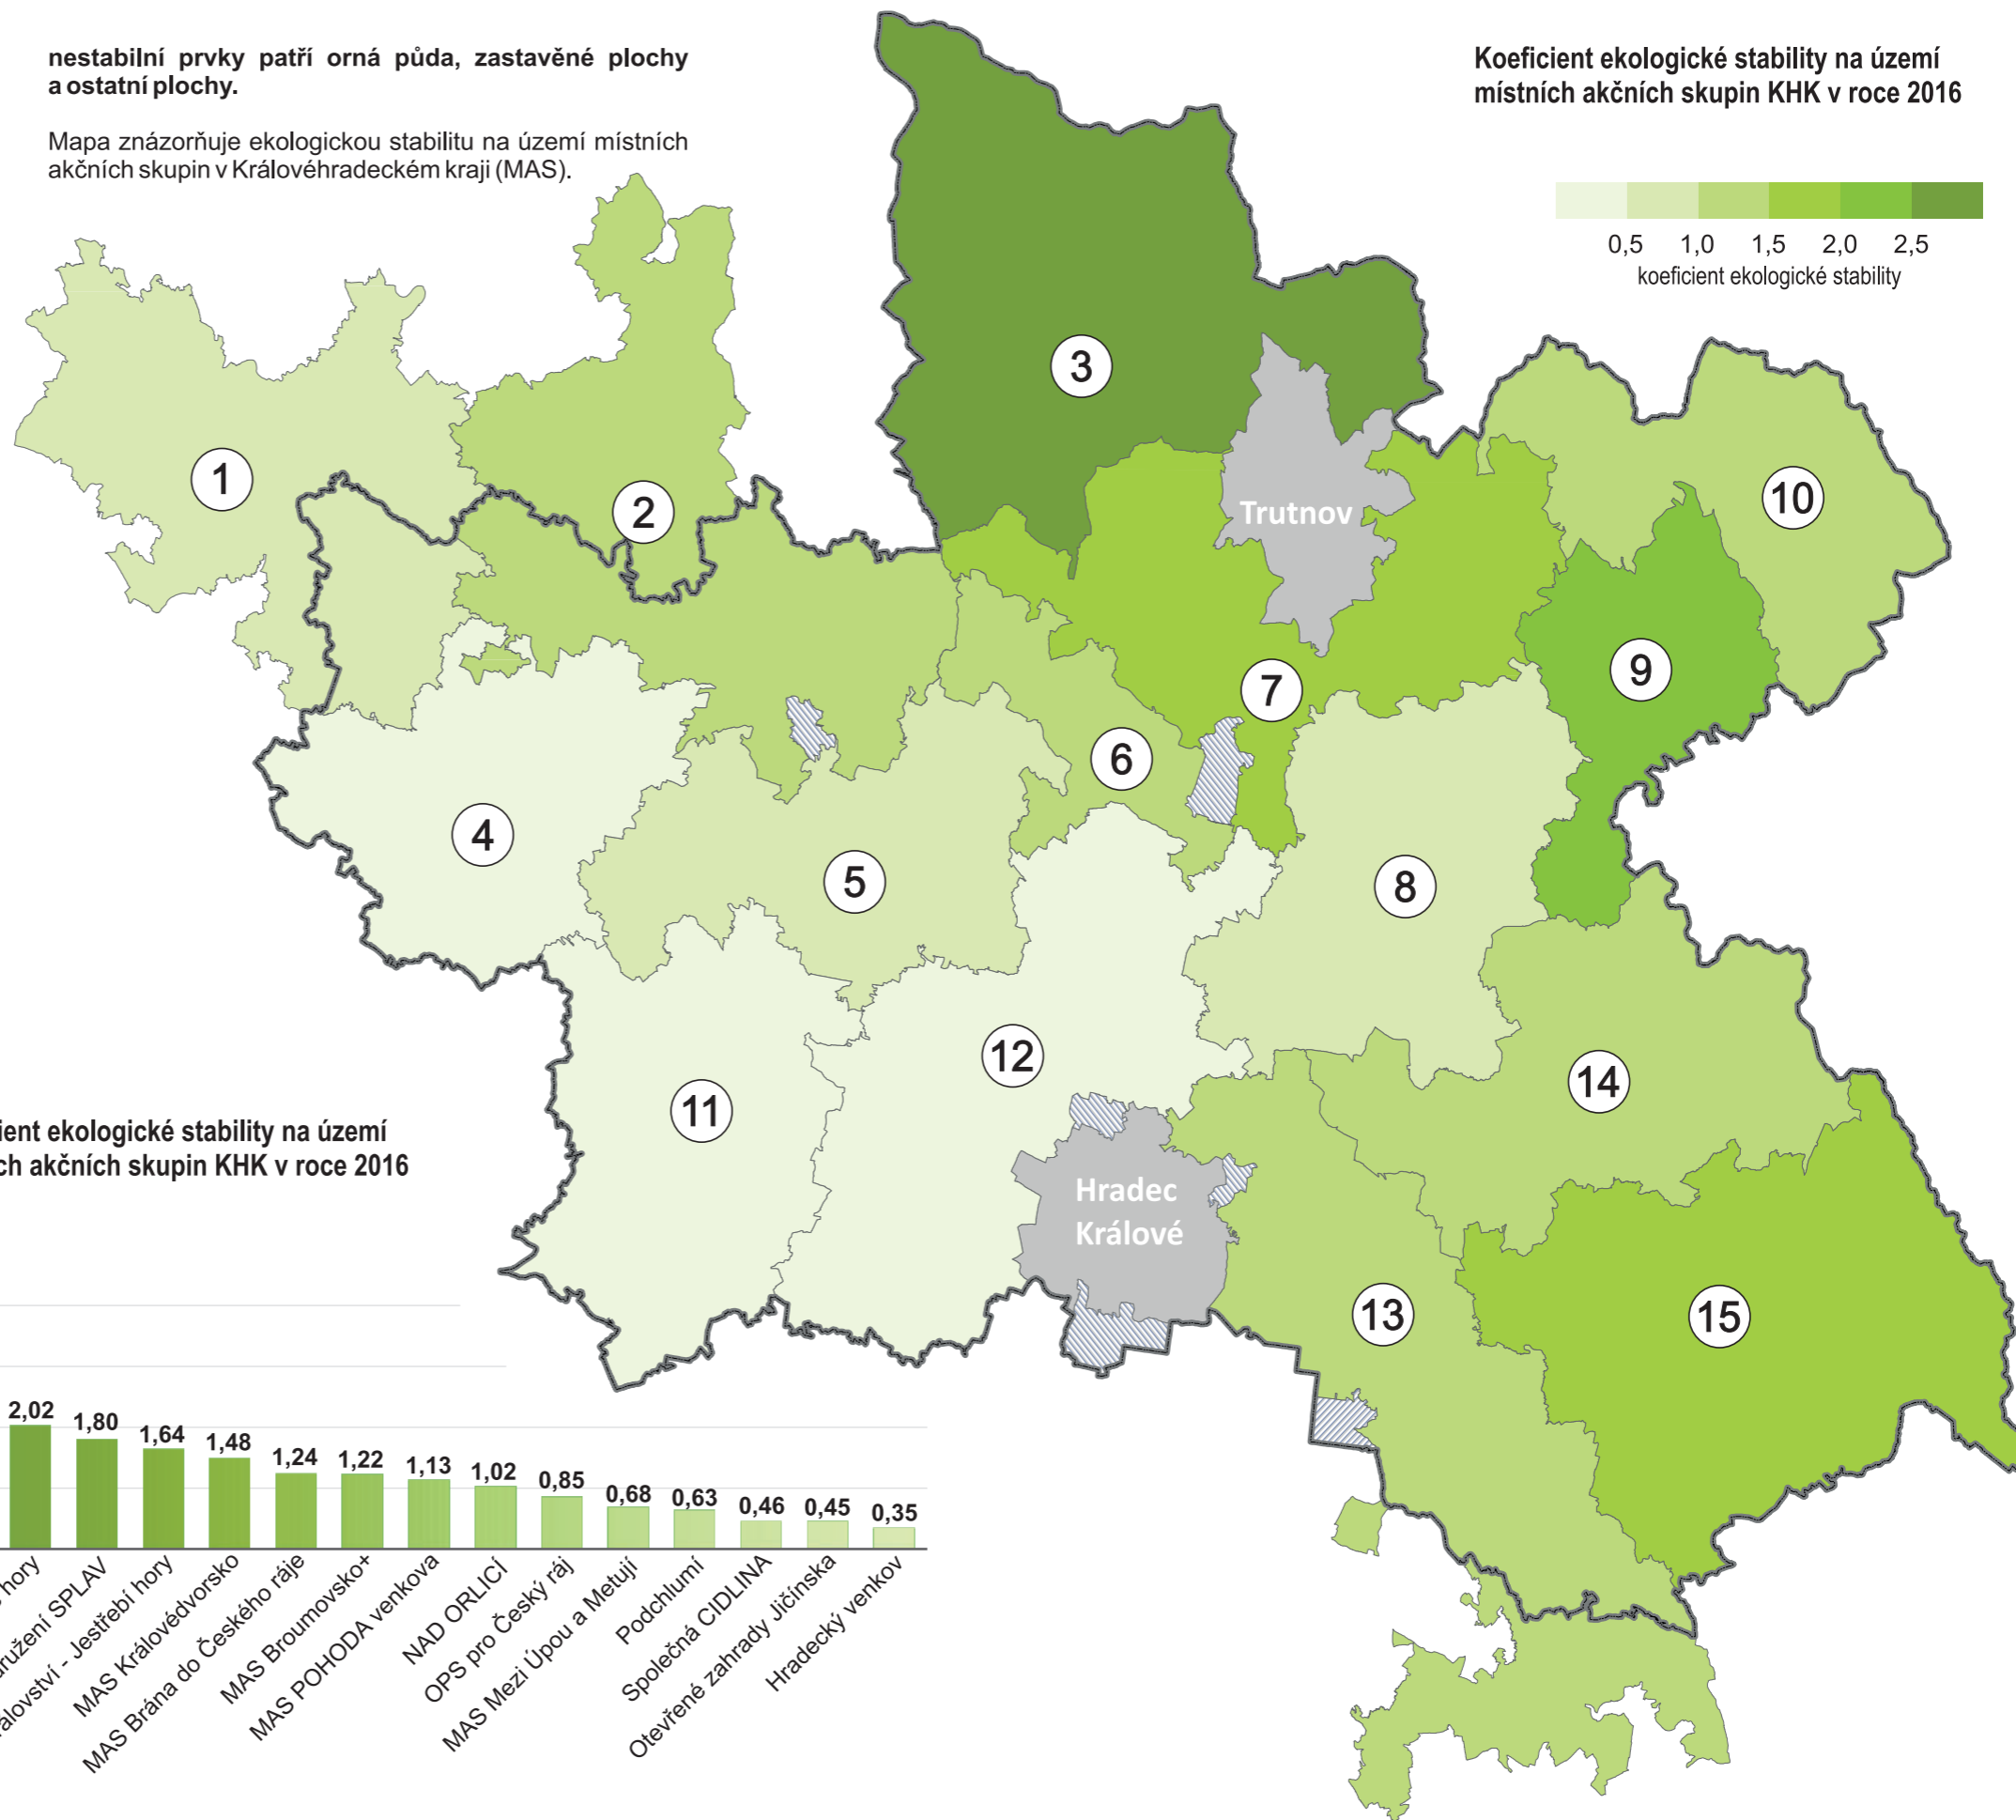 nestabilní prvky patří orná půda, zastavěné plochy
a ostatní plochy.
Mapa znázorňuje ekologickou stabilitu na území místních
akčních skupin v Královéhradeckém kraji (MAS).
Koeficient ekologické stability na území
místních akčních skupin KHK v roce 2016
0,5 1,0 1,5 2,0 2,5
koeficient ekologické stability
1
2
3
Trutnov
10
9
7
6
4
5
8
12
14
11
Hradec
Králové
13
15
ient ekologické stability na území
ch akčních skupin KHK v roce 2016
2,02 1,80 1,64 1,48 1,24 1,22 1,13 1,02 0,85 0,68 0,63 0,46 0,45 0,35
hory
družení SPLAV
álovství - Jestřebí hory
MAS Královédvorsko
MAS Brána do Českého ráje
MAS Broumovsko+
MAS POHODA venkova
NAD ORLICÍ
OPS pro Český ráj
MAS Mezi Úpou a Metují
Podchlumí
Společná CIDLINA
Otevřené zahrady Jičínska
Hradecký venkov